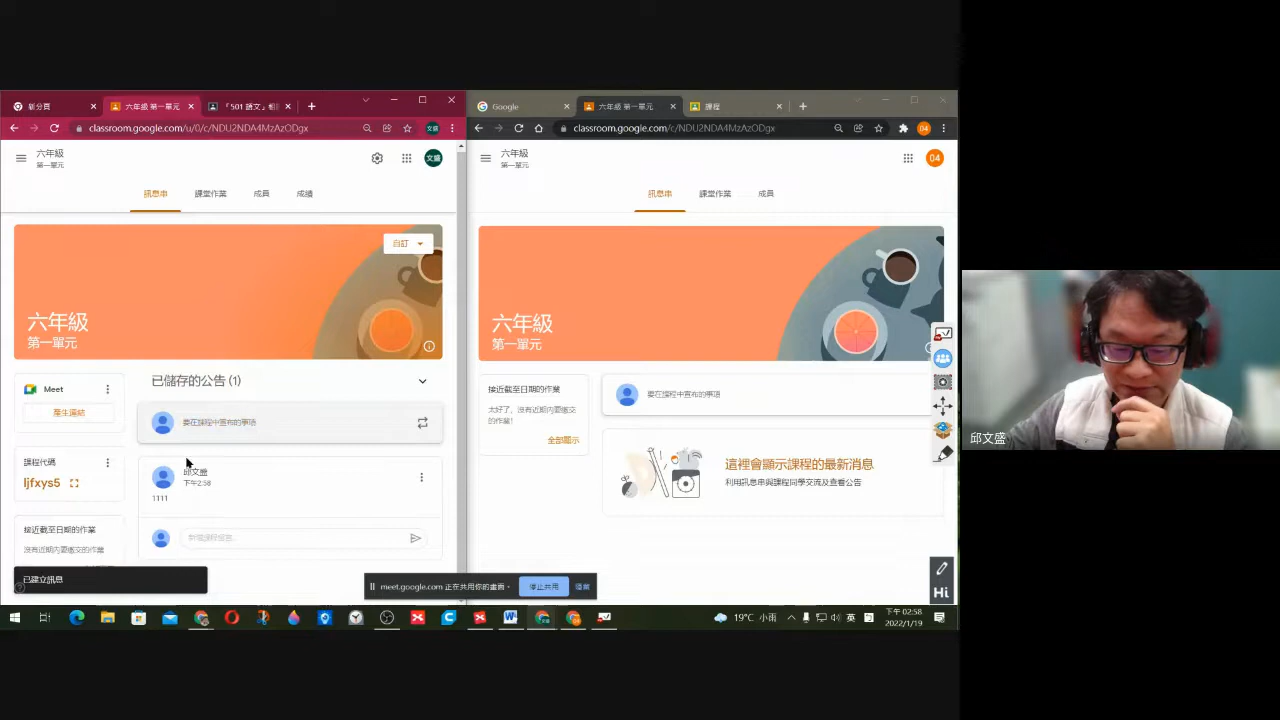 新分頁
六年級 第一單元
「501 語文」相
classroom.google.com/u/0/c/NDU2NDA4MzAzODgx
文盛
六年級
第一單元
文盛
訊息串
課堂作業
成員
成績
自訂
六年級
第一單元
Meet
產生連結
課程代碼
ljfxys5
接近截至日期的作業
沒有近期內要繳交的作業
已儲存的公告 (1)
要在課程中宣布的事項
邱文盛
下午2:58
1111
新增課程留言…
已建立訊息
Google
六年級 第一單元
課程
classroom.google.com/c/NDU2NDA4MzAzODgx
04
六年級
第一單元
04
訊息串
課堂作業
成員
六年級
第一單元
接近截至日期的作業
太好了，沒有近期內要繳交的作業！
全部顯示
要在課程中宣布的事項
這裡會顯示課程的最新消息
利用訊息串與課程同學交流及查看公告
Hi
meet.google.com 正在共用你的畫面。
停止共用
隱藏
19°C 小雨
英
下午 02:58
2022/1/19
邱文盛